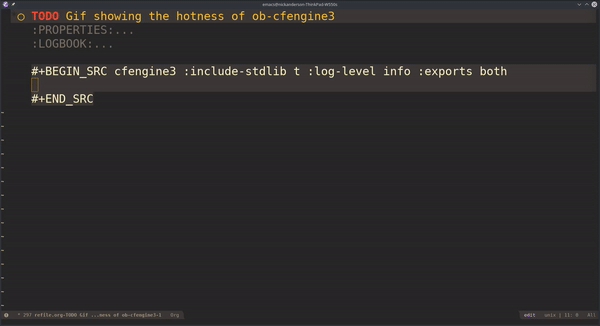 emacs@nickanderson-ThinkPad-W550s
TODO Gif showing the hotness of ob-cfengine3
:PROPERTIES:...
:LOGBOOK:...
#+BEGIN_SRC cfengine3 :include-stdlib t :log-level info :exports both
#+END_SRC
* 297 refile.org-TODO Gif ...ness of ob-cfengine3-1 Org edit unix | 11: 0 All